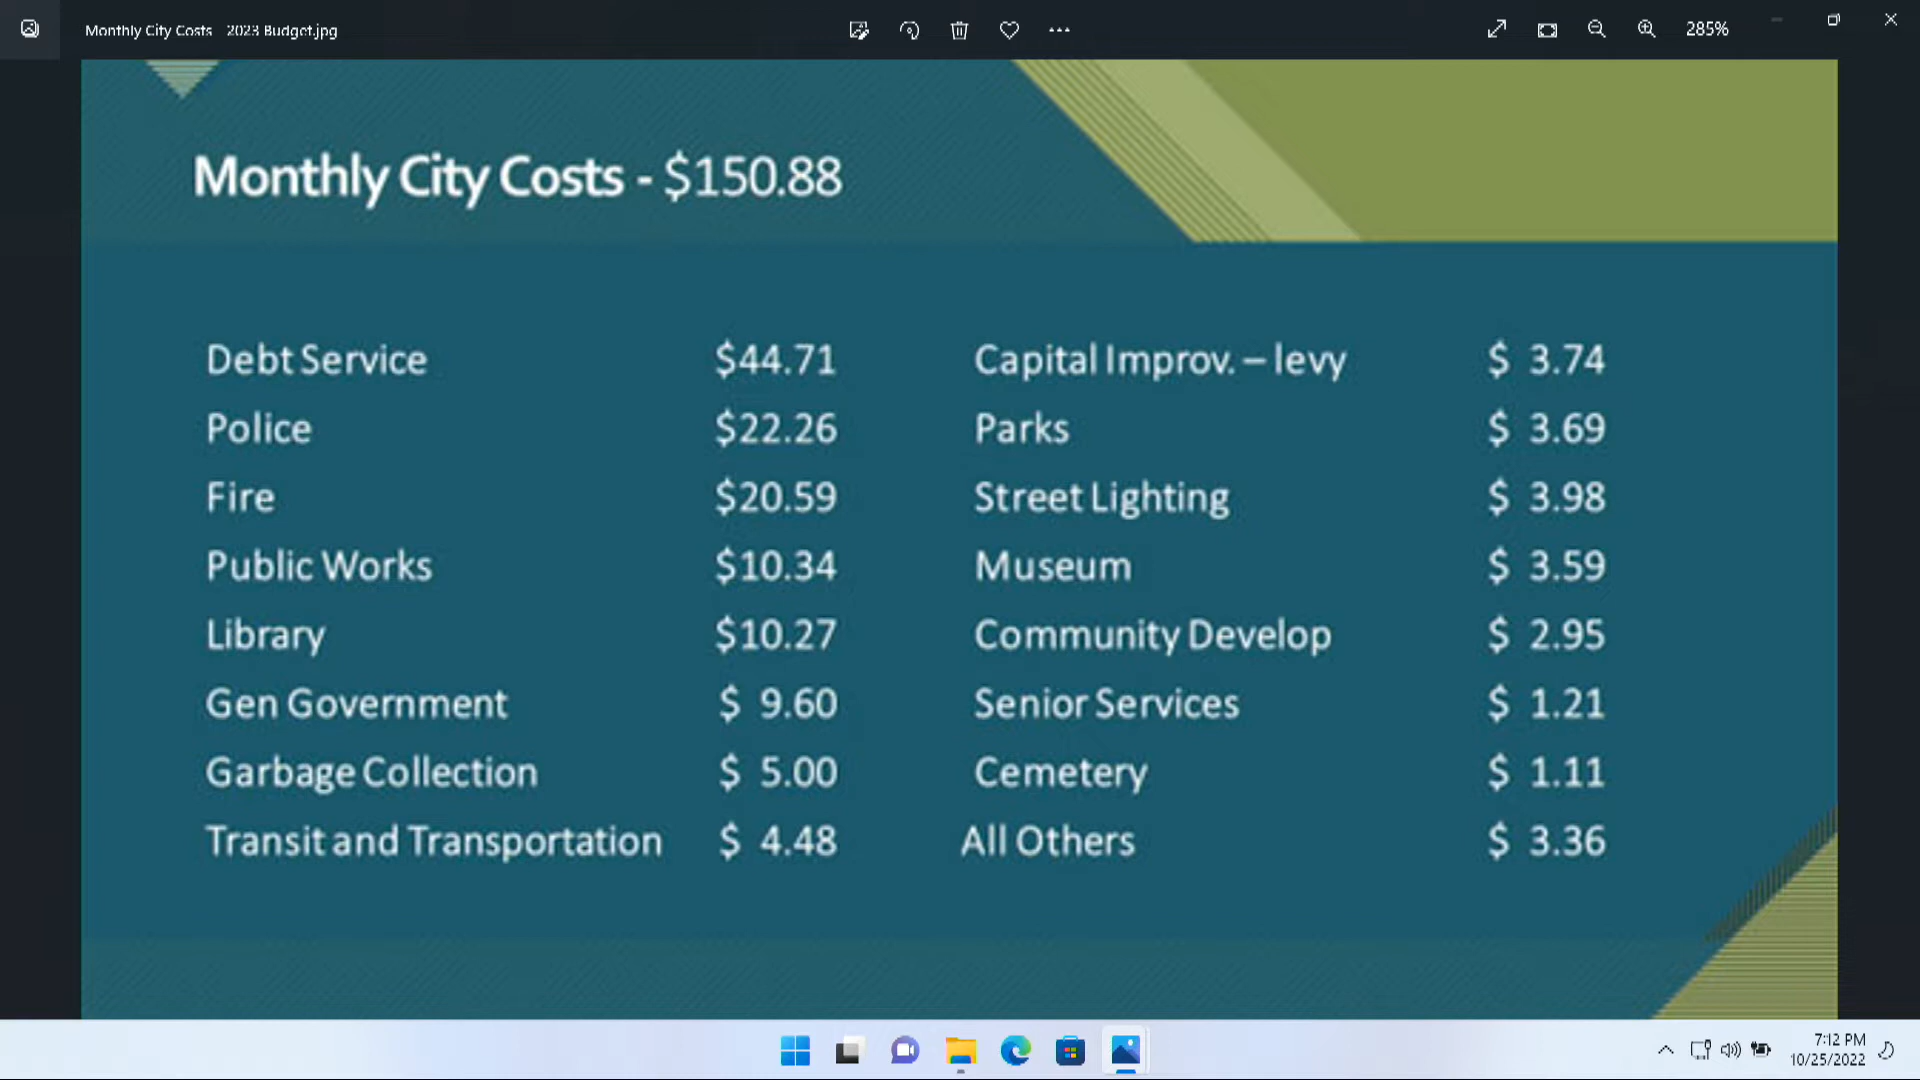 Monthly City Costs 2023 Budget.jpg
285%
Monthly City Costs - $150.88
Debt Service $44.71
Police $22.26
Fire $20.59
Public Works $10.34
Library $10.27
Gen Government $ 9.60
Garbage Collection $ 5.00
Transit and Transportation $ 4.48
Capital Improv. – levy $ 3.74
Parks $ 3.69
Street Lighting $ 3.98
Museum $ 3.59
Community Develop $ 2.95
Senior Services $ 1.21
Cemetery $ 1.11
All Others $ 3.36
7:12 PM
10/25/2022